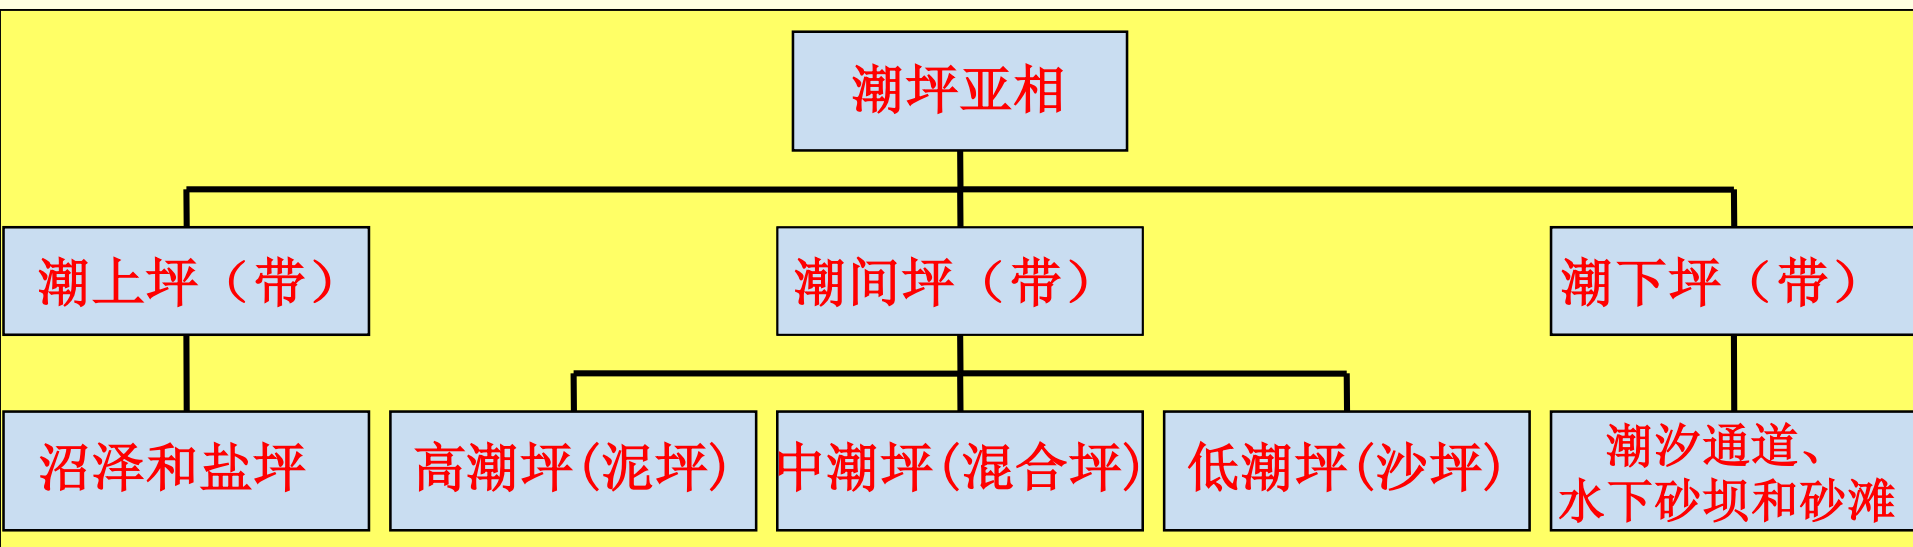 潮坪亚相
潮上坪（带）
潮间坪（带）
潮下坪（带）
沼泽和盐坪
高潮坪(泥坪)
中潮坪(混合坪)
低潮坪(沙坪)
潮汐通道、
水下砂坝和砂滩